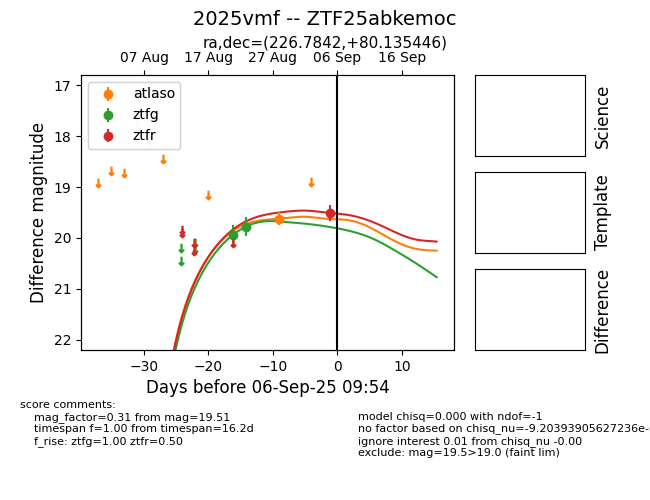 2025vmf -- ZTF25abkemoc
ra,dec=(226.7842,+80.135446)
07 Aug 17 Aug 27 Aug 06 Sep 16 Sep
17
18
19
20
21
22
Difference magnitude
atlaso
ztfg
ztfr
−30 −20 −10 0 10
Days before 06-Sep-25 09:54
Science
Template
Difference
score comments:
mag_factor=0.31 from mag=19.51
timespan f=1.00 from timespan=16.2d
f_rise: ztfg=1.00 ztfr=0.50
model chisq=0.000 with ndof=-1
no factor based on chisq_nu=-9.20393905627236e-
ignore interest 0.01 from chisq_nu -0.00
exclude: mag=19.5>19.0 (faint lim)